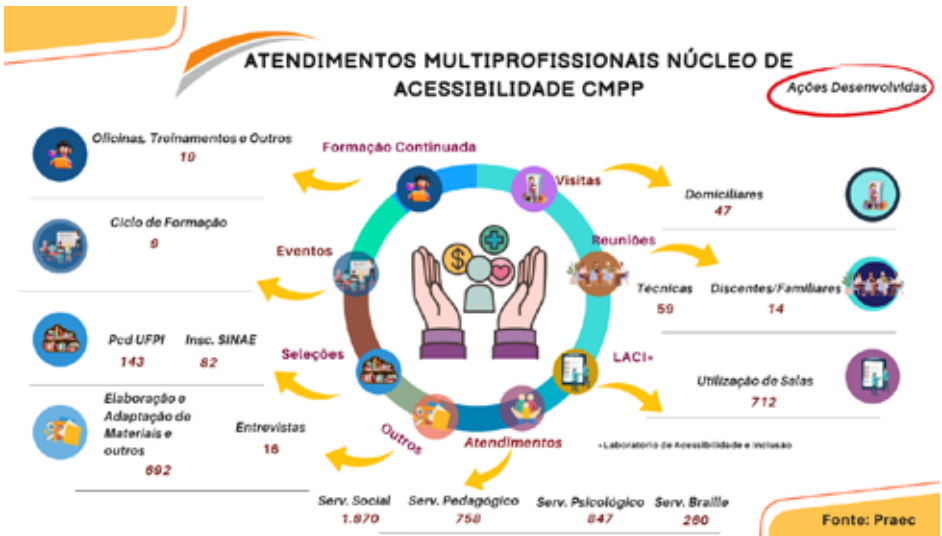 ATENDIMENTOS MULTIPROFISSIONAIS NÚCLEO DE
ACESSIBILIDADE CMPP
Ações Desenvolvidas
Oficinas, Treinamentos e Outros
19
Formação Continuada
Visitas
Domiciliares
47
Ciclo de Formação
9
Eventos
Reuniões
Técnicas
59
Discentes/Familiares
14
Pcd UFPI
143
Insc. SINAE
82
Seleções
LACI*
Utilização de Salas
712
Elaboração e
Adaptação de
Materiais e
outros
692
Entrevistas
16
Outros
Atendimentos
*Laboratório de Acessibilidade e Inclusão
Serv. Social
1.870
Serv. Pedagógico
758
Serv. Psicológico
847
Serv. Braille
260
Fonte: Praec